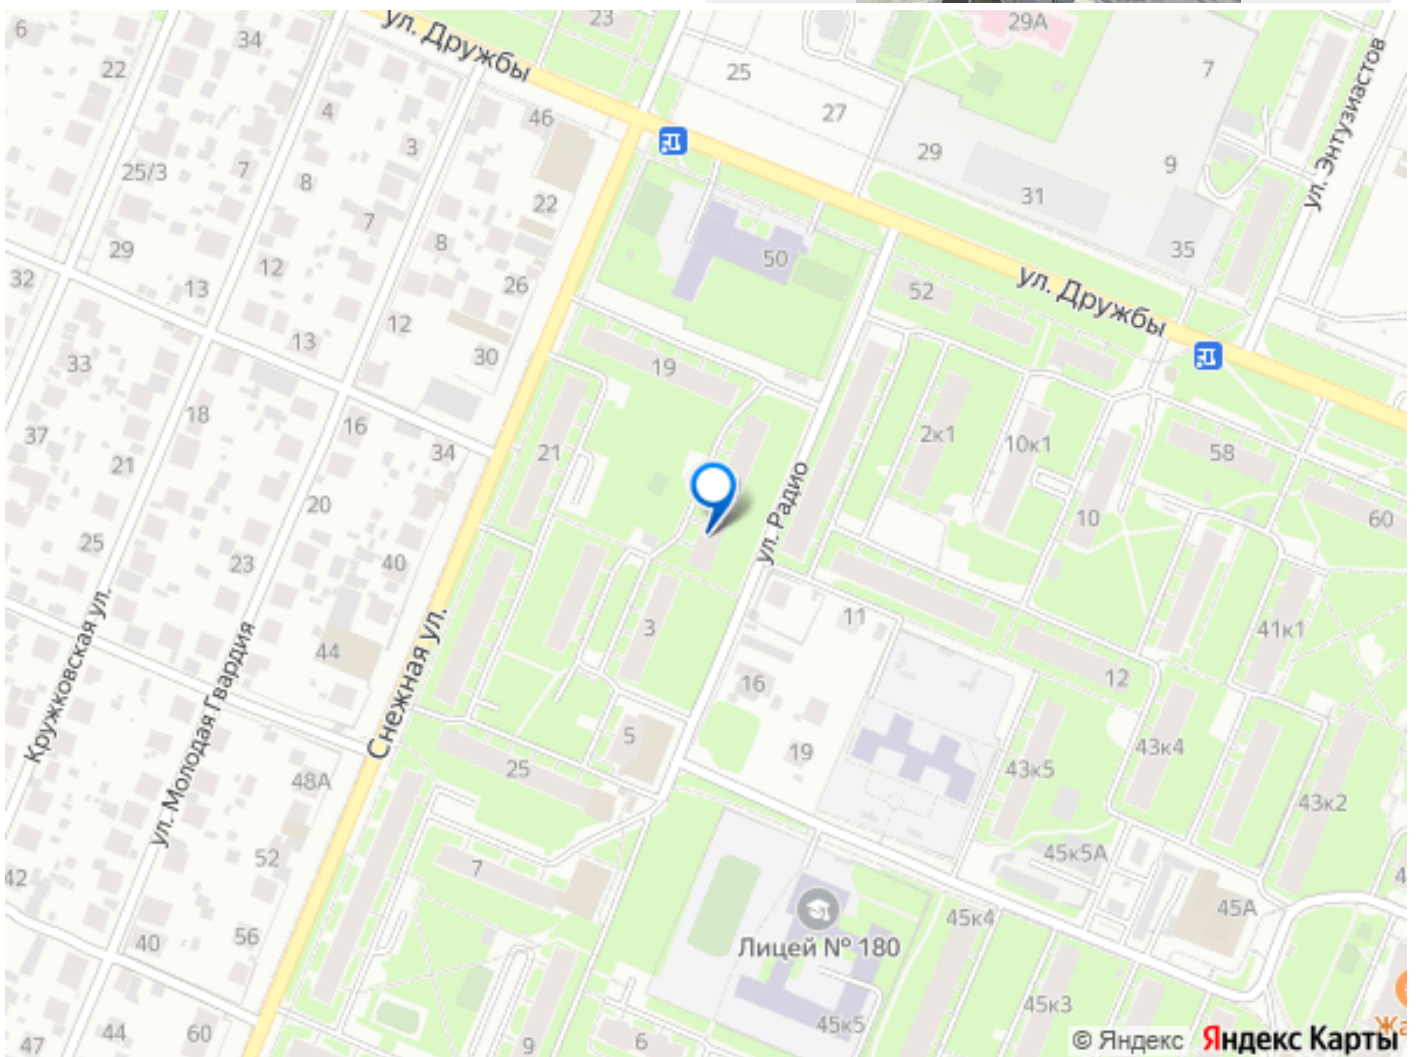 6
34
22
ул. Дружбы
23
29А
25
27
7
ул. Энтузиастов
4
46
3
25/3
7
8
29
9
31
7
22
8
35
50
29
12
32
13
26
52
ул. Дружбы
12
13
30
33
19
18
16
34
21
2к1
10к1
58
37
21
20
ул. Радио
10
60
25
23
40
Кружковская ул.
ул. Молодая Гвардия
44
Снежная ул.
3
11
41к1
16
12
5
19
43к4
25
43к5
48А
43к2
52
7
45к5А
42
4
45А
56
40
Лицей № 180
45к4
44
60
47
9
6
45к5
45к3
Жа
© Яндекс Яндекс Карты